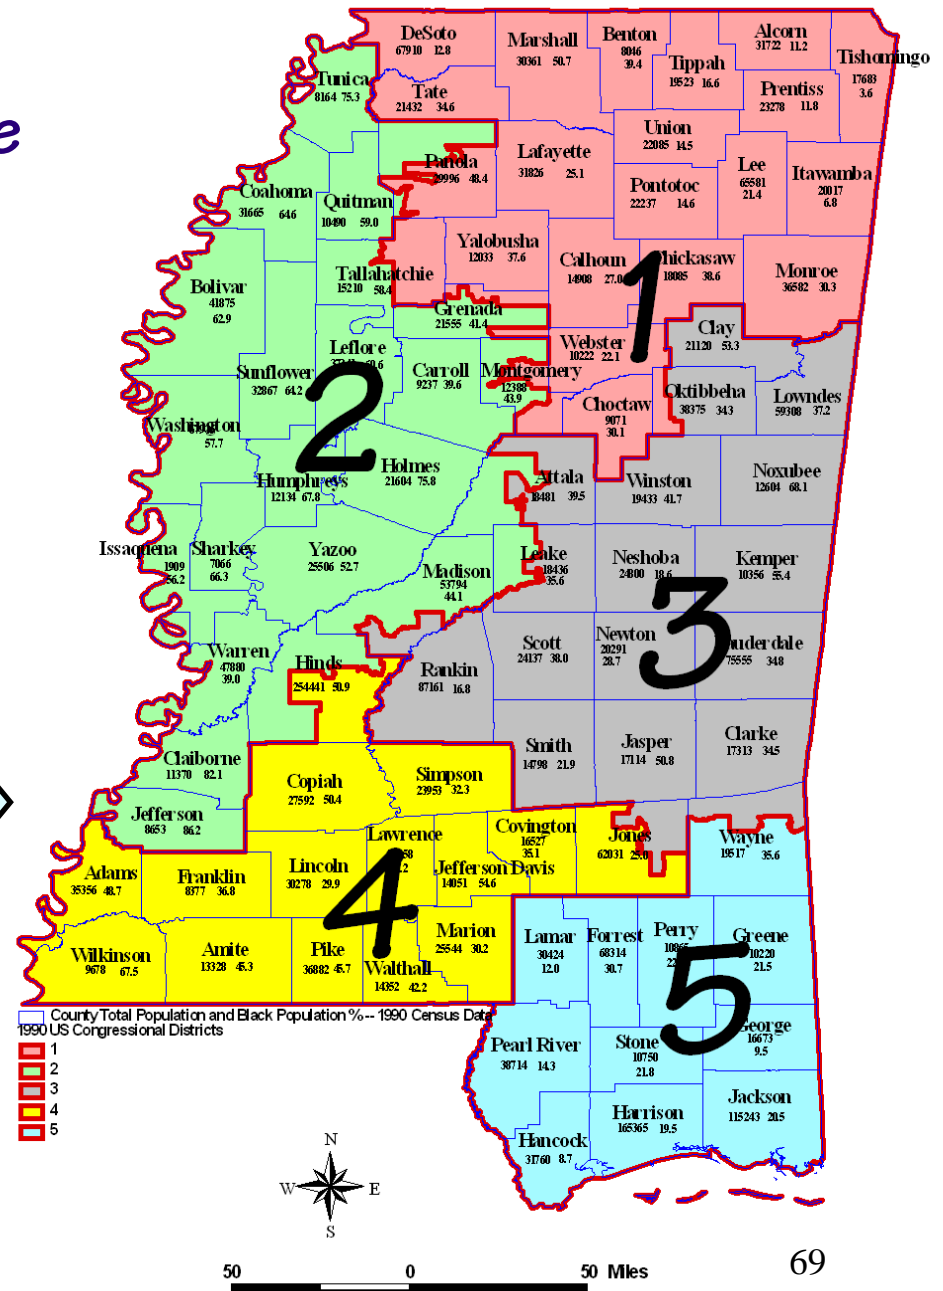 e
DeSoto
67910 12.8
Marshall
30361 50.7
Benton
8046
39.4
Tippah
19523 16.6
Alcorn
31722 11.2
Tishomingo
17683
3.6
Prentiss
23278 11.8
Tunica
8164 75.3
Tate
21432 34.6
Union
22085 14.5
Lafayette
31826 25.1
Panola
29996 48.4
Lee
65581
21.4
Itawamba
20017
6.8
Pontotoc
22237 14.6
Coahoma
31665 64.6
Quitman
10490 59.0
Yalobusha
12033 37.6
Calhoun
14908 27.0
Chickasaw
18085 38.6
Monroe
36582 30.3
Tallahatchie
15210 58.4
Bolivar
41875
62.9
1
Grenada
21555 41.4
Clay
21120 53.3
Webster
10222 22.1
Leflore
Sunflower
32867 64.2
Carroll
9237 39.6
Montgomery
12388
43.9
Oktibbeha
38375 34.3
Lowndes
59308 37.2
Choctaw
9071
30.1
2
Washington
57.7
Holmes
21604 75.8
Humphreys
12134 67.8
Attala
18481 39.5
Winston
19433 41.7
Noxubee
12604 68.1
Issaquena
1909
56.2
Sharkey
7066
66.3
Yazoo
25506 52.7
Madison
53794
44.1
Leake
18436
35.6
Neshoba
24800 18.6
Kemper
10356 55.4
3
Warren
47880
39.0
Hinds
254441 50.9
Rankin
87161 16.8
Scott
24137 38.0
Newton
20291
28.7
Lauderdale
75555 34.8
Claiborne
11370 82.1
Copiah
27592 50.4
Simpson
23953 32.3
Smith
14798 21.9
Jasper
17114 50.8
Clarke
17313 34.5
Jefferson
8653 86.2
Lawrence
Covington
16527
35.1
Jones
62031
Wayne
19517 35.6
Adams
35356 48.7
Franklin
8377 36.8
Lincoln
30278 29.9
Jefferson Davis
14051 54.6
4
Wilkinson
9678 67.5
Amite
13328 45.3
Pike
36882 45.7
Walthall
14352 42.2
Marion
25544 30.2
Lamar
30424
12.0
Forrest
68314
30.7
Perry
Greene
10220
21.5
5
Pearl River
38714 14.3
Stone
10750
21.8
George
16673
9.5
Hancock
31760 8.7
Harrison
165365 19.5
Jackson
115243 20.5
County Total Population and Black Population %-- 1990 Census Data
1990 US Congressional Districts
1
2
3
4
5
N
W E
S
50 0 50 Miles
69